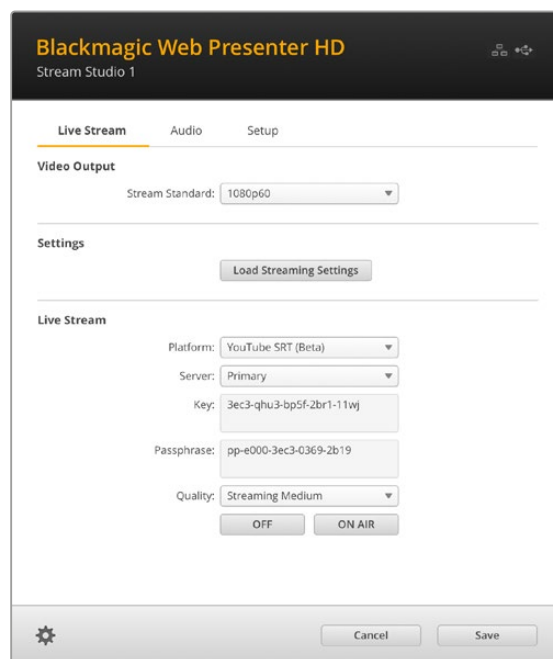 Blackmagic Web Presenter HD
Stream Studio 1
Live Stream Audio Setup
Video Output
Stream Standard: 1080p60
Settings
Load Streaming Settings
Live Stream
Platform: YouTube SRT (Beta)
Server: Primary
Key: 3ec3-qhu3-bp5f-2br1-11wj
Passphrase: pp-e000-3ec3-0369-2b19
Quality: Streaming Medium
OFF ON AIR
Cancel Save